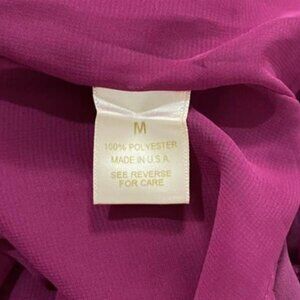 M
100% POLYESTER
MADE IN U.S.A.
SEE REVERSE
FOR CARE